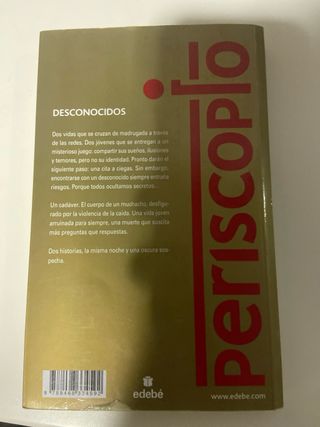 DESCONOCIDOS
Dos vidas que se cruzan de madrugada a través
de las redes. Dos jóvenes que se entregan a un
misterioso juego: compartir sus sueños, ilusiones
y temores, pero no su identidad. Pronto darán el
siguiente paso: una cita a ciegas. Sin embargo,
encontrarse con un desconocido siempre entraña
riesgos. Porque todos ocultamos secretos...
Un cadáver. El cuerpo de un muchacho, desfigu-
rado por la violencia de la caída. Una vida joven
arruinada para siempre, una muerte que suscita
más preguntas que respuestas.
Dos historias, la misma noche y una oscura sos-
pecha.
periscopio
edebé
www.edebe.com